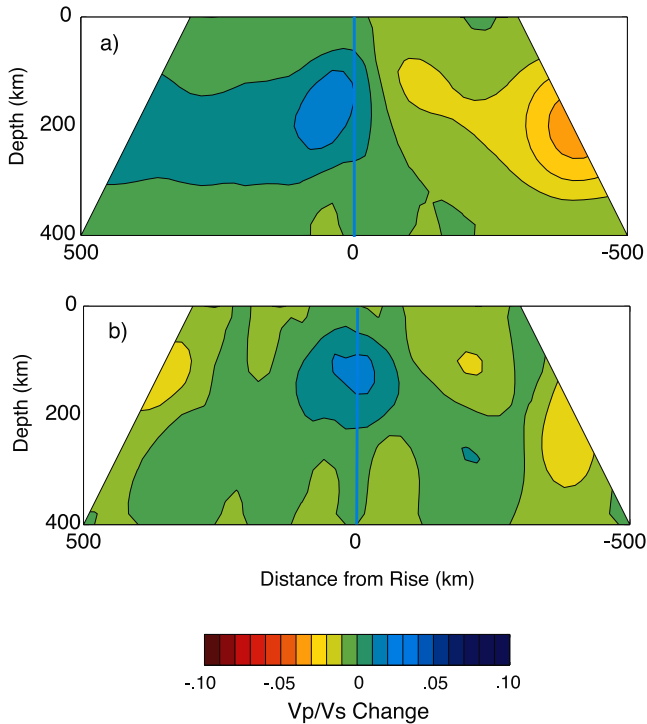 a)
Depth (km)
0
200
400
500 0 -500
b)
Depth (km)
0
200
400
500 0 -500
Distance from Rise (km)
-.10 -.05 0 .05 .10
Vp/Vs Change